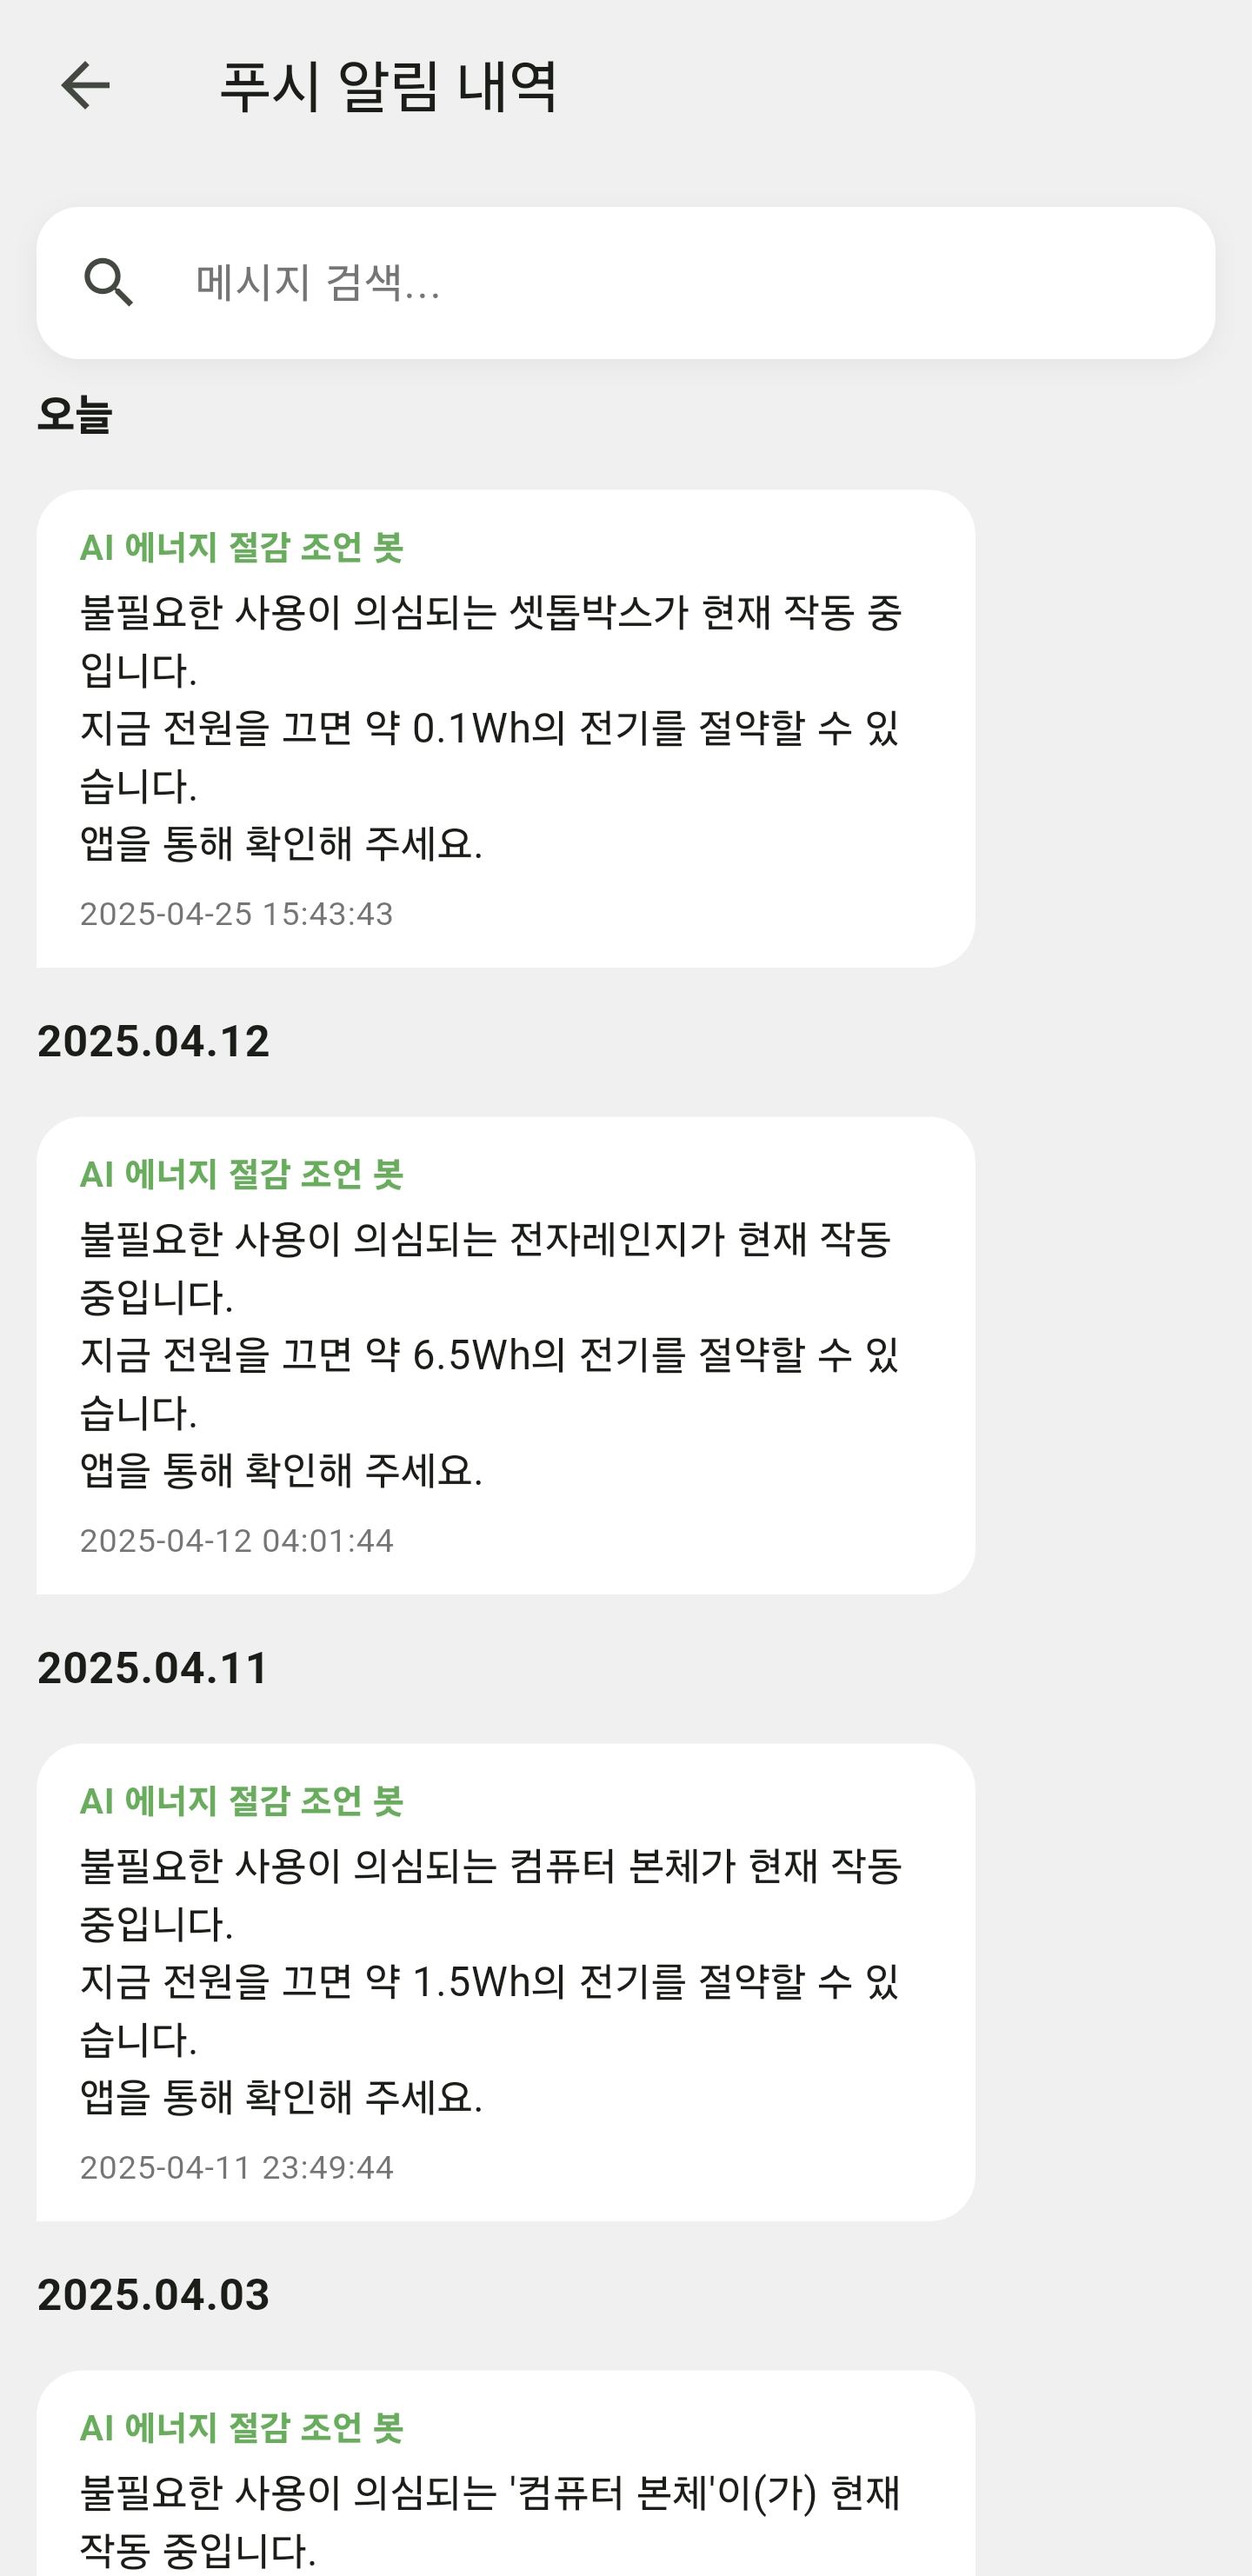 푸시 알림 내역
메시지 검색...
오늘
AI 에너지 절감 조언 봇
불필요한 사용이 의심되는 셋톱박스가 현재 작동 중
입니다.
지금 전원을 끄면 약 0.1Wh의 전기를 절약할 수 있
습니다.
앱을 통해 확인해 주세요.
2025-04-25 15:43:43
2025.04.12
AI 에너지 절감 조언 봇
불필요한 사용이 의심되는 전자레인지가 현재 작동
중입니다.
지금 전원을 끄면 약 6.5Wh의 전기를 절약할 수 있
습니다.
앱을 통해 확인해 주세요.
2025-04-12 04:01:44
2025.04.11
AI 에너지 절감 조언 봇
불필요한 사용이 의심되는 컴퓨터 본체가 현재 작동
중입니다.
지금 전원을 끄면 약 1.5Wh의 전기를 절약할 수 있
습니다.
앱을 통해 확인해 주세요.
2025-04-11 23:49:44
2025.04.03
AI 에너지 절감 조언 봇
불필요한 사용이 의심되는 '컴퓨터 본체'이(가) 현재
작동 중입니다.